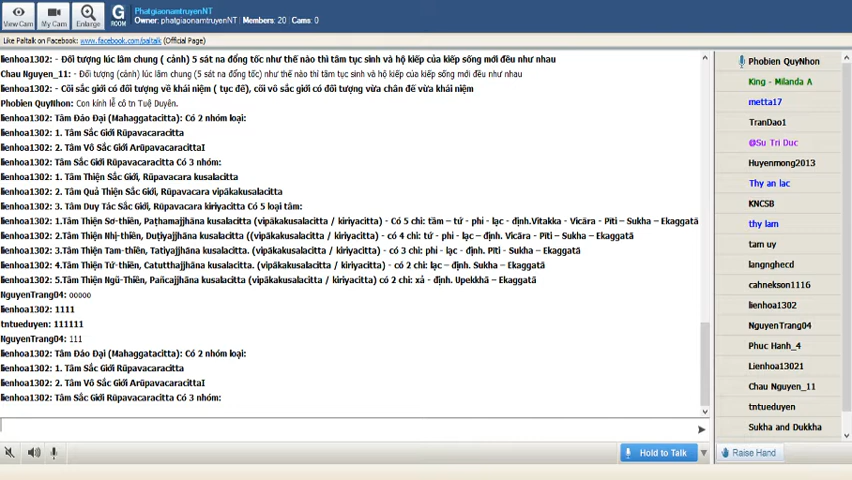 View Cam
My Cam
Enlarge
G
ROOM
PhatgiaonamtruyenNT
Owner: phatgiaonamtruyenNT | Members: 20 | Cams: 0
Like Paltalk on Facebook: www.facebook.com/paltalk (Official Page)
lienhoa1302: - Đối tượng lúc lâm chung ( cảnh) 5 sát na đổng tốc như thế nào thì tâm tục sinh và hộ kiếp của kiếp sống mới đều như nhau
Chau Nguyen_11: - Đối tượng (cảnh) lúc lâm chung (5 sát na đổng tốc) như thế nào thì tâm tục sinh và hộ kiếp của kiếp sống mới đều như nhau
lienhoa1302: - Cõi sắc giới có đối tượng về khái niệm ( tục đế), cõi vô sắc giới có đối tượng vừa chân đế vừa khái niệm
Phobien QuyNhon: Con kính lễ cô tn Tuệ Duyên.
lienhoa1302: Tâm Đáo Đại (Mahaggatacitta): Có 2 nhóm loại:
lienhoa1302: 1. Tâm Sắc Giới Rūpavacaracitta
lienhoa1302: 2. Tâm Vô Sắc Giới ArūpavacaracittaI
lienhoa1302: Tâm Sắc Giới Rūpavacaracitta Có 3 nhóm:
lienhoa1302: 1. Tâm Thiện Sắc Giới, Rūpavacara kusalacitta
lienhoa1302: 2. Tâm Quả Thiện Sắc Giới, Rūpavacara vipākakusalacitta
lienhoa1302: 3. Tâm Duy Tác Sắc Giới, Rūpavacara kiriyacitta Có 5 loại tâm:
lienhoa1302: 1.Tâm Thiện Sơ-thiền, Paṭhamajjhāna kusalacitta (vipākakusalacitta / kiriyacitta) - Có 5 chi: tầm – tứ - phi - lạc - định.Vitakka - Vicāra - Pīti – Sukha – Ekaggatā
lienhoa1302: 2.Tâm Thiện Nhị-thiền, Duṭiyajjhāna kusalacitta ((vipākakusalacitta / kiriyacitta) - có 4 chi: tứ - phi - lạc - định. Vicāra - Pīti – Sukha – Ekaggatā
lienhoa1302: 3.Tâm Thiện Tam-thiền, Tatiyajjhāna kusalacitta. (vipākakusalacitta / kiriyacitta) - có 3 chi: phi - lạc - định. Pīti – Sukha – Ekaggatā
lienhoa1302: 4.Tâm Thiện Tứ-thiền, Catutthajjhāna kusalacitta. (vipākakusalacitta / kiriyacitta) - có 2 chi: lạc – định. Sukha – Ekaggatā
lienhoa1302: 5.Tâm Thiện Ngũ-Thiền, Pañcajjhāna kusalacitta (vipākakusalacitta / kiriyacitta) có 2 chi: xả - định. Upekkhā – Ekaggatā
NguyenTrang04: ooooo
lienhoa1302: 1111
tntueduyen: 111111
NguyenTrang04: 111
lienhoa1302: Tâm Đáo Đại (Mahaggatacitta): Có 2 nhóm loại:
lienhoa1302: 1. Tâm Sắc Giới Rūpavacaracitta
lienhoa1302: 2. Tâm Vô Sắc Giới ArūpavacaracittaI
lienhoa1302: Tâm Sắc Giới Rūpavacaracitta Có 3 nhóm:
Hold to Talk
Phobien QuyNhon
King - Milanda A
metta17
TranDao1
@Su Tri Duc
Huyenmong2013
Thy an lac
KNCSB
thy lam
tam uy
langnghecd
cahnekson1116
lienhoa1302
NguyenTrang04
Phuc Hanh_4
Lienhoa13021
Chau Nguyen_11
tntueduyen
Sukha and Dukkha
Raise Hand